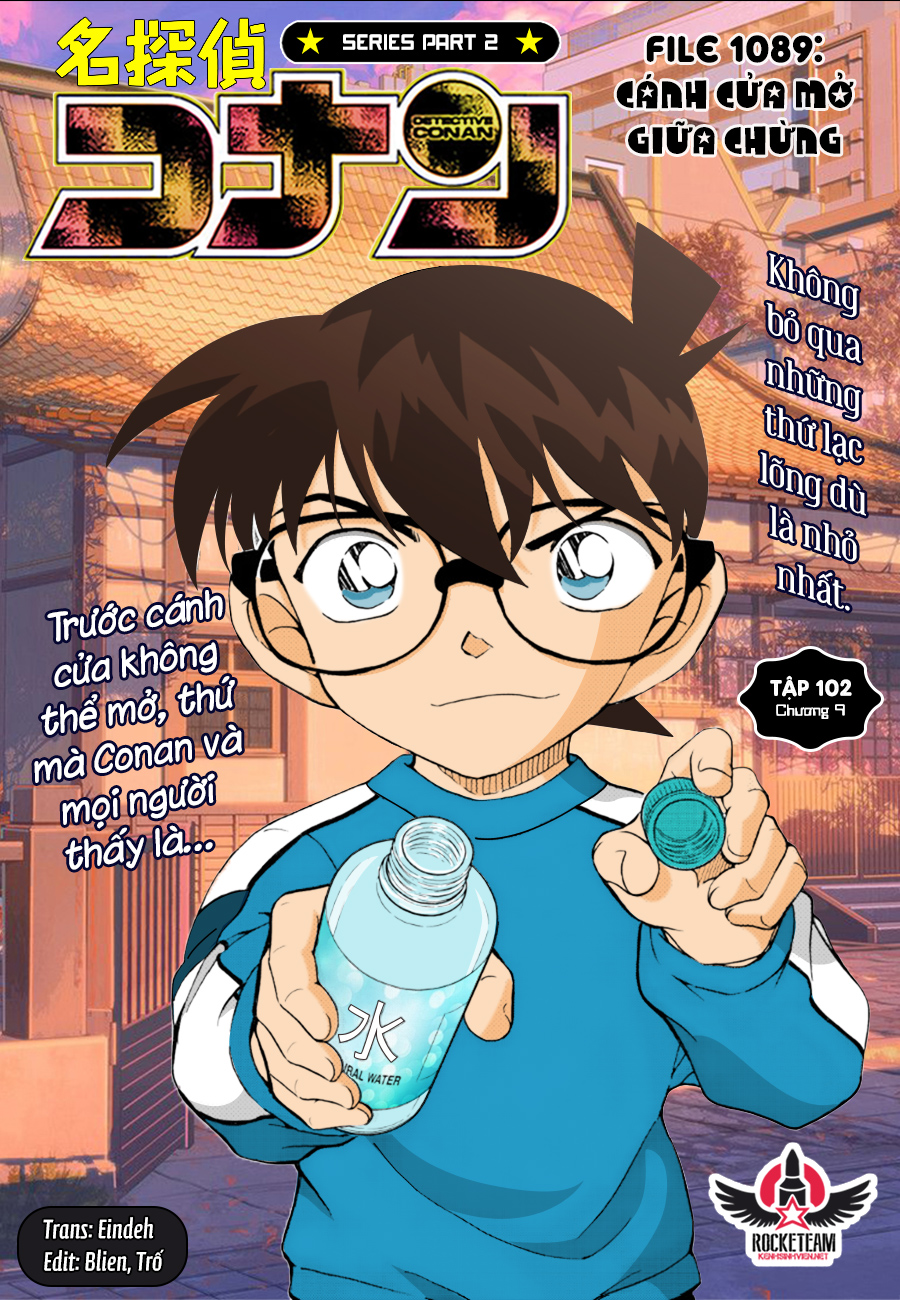 名探偵
コナン
DETECTIVE
CONAN
SERIES PART 2
FILE 1089:
CÁNH CỬA MỞ
GIỮA CHỪNG
Không
bỏ qua
những
thứ lạc
lõng dù
là nhỏ
nhất.
Trước cánh
cửa không
thể mở, thứ
mà Conan và
mọi người
thấy là...
TẬP 102
Chương 9
水
RAL WATER
Trans: Eindeh
Edit: Blien, Trố
ROCKETEAM
KENHSINHVIEN.NET